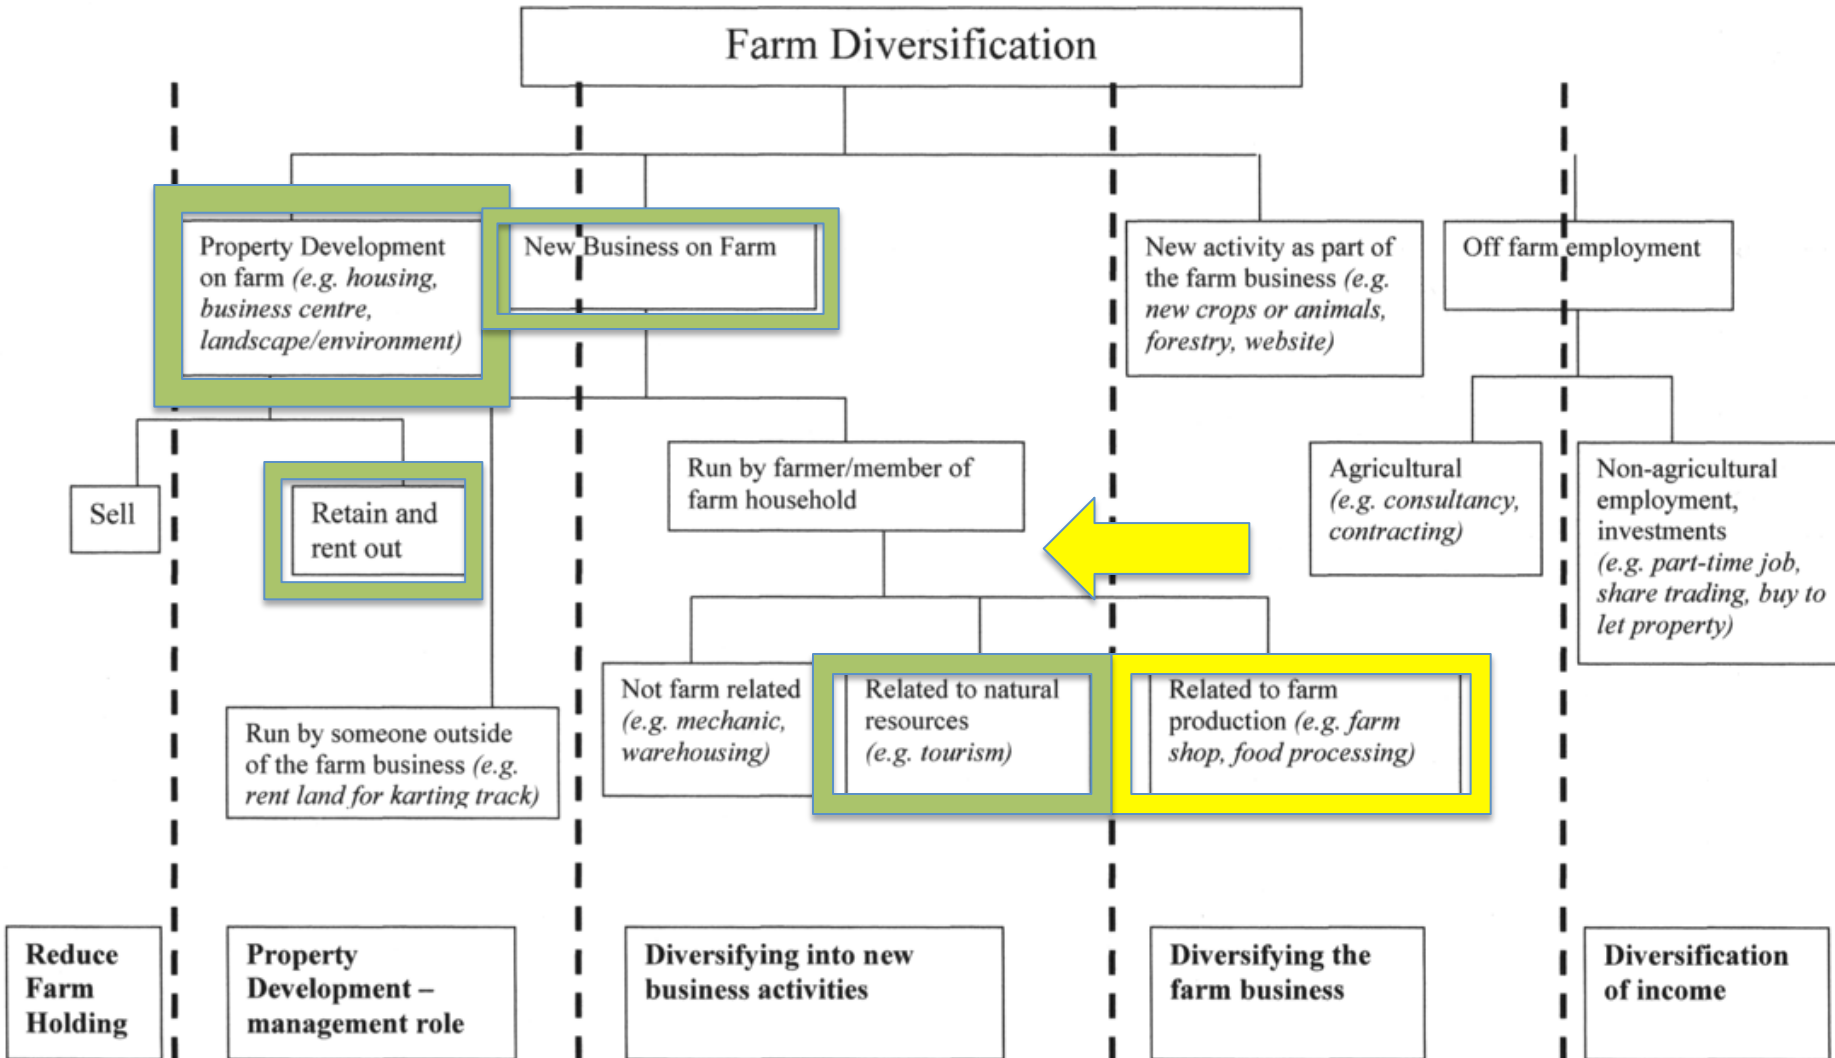 Farm Diversification
Property Development
on farm (e.g. housing,
business centre,
landscape/environment)
New Business on Farm
New activity as part of
the farm business (e.g.
new crops or animals,
forestry, website)
Off farm employment
Sell
Retain and
rent out
Run by farmer/member of
farm household
Agricultural
(e.g. consultancy,
contracting)
Non-agricultural
employment,
investments
(e.g. part-time job,
share trading, buy to
let property)
Run by someone outside
of the farm business (e.g.
rent land for karting track)
Not farm related
(e.g. mechanic,
warehousing)
Related to natural
resources
(e.g. tourism)
Related to farm
production (e.g. farm
shop, food processing)
Reduce
Farm
Holding
Property
Development –
management role
Diversifying into new
business activities
Diversifying the
farm business
Diversification
of income